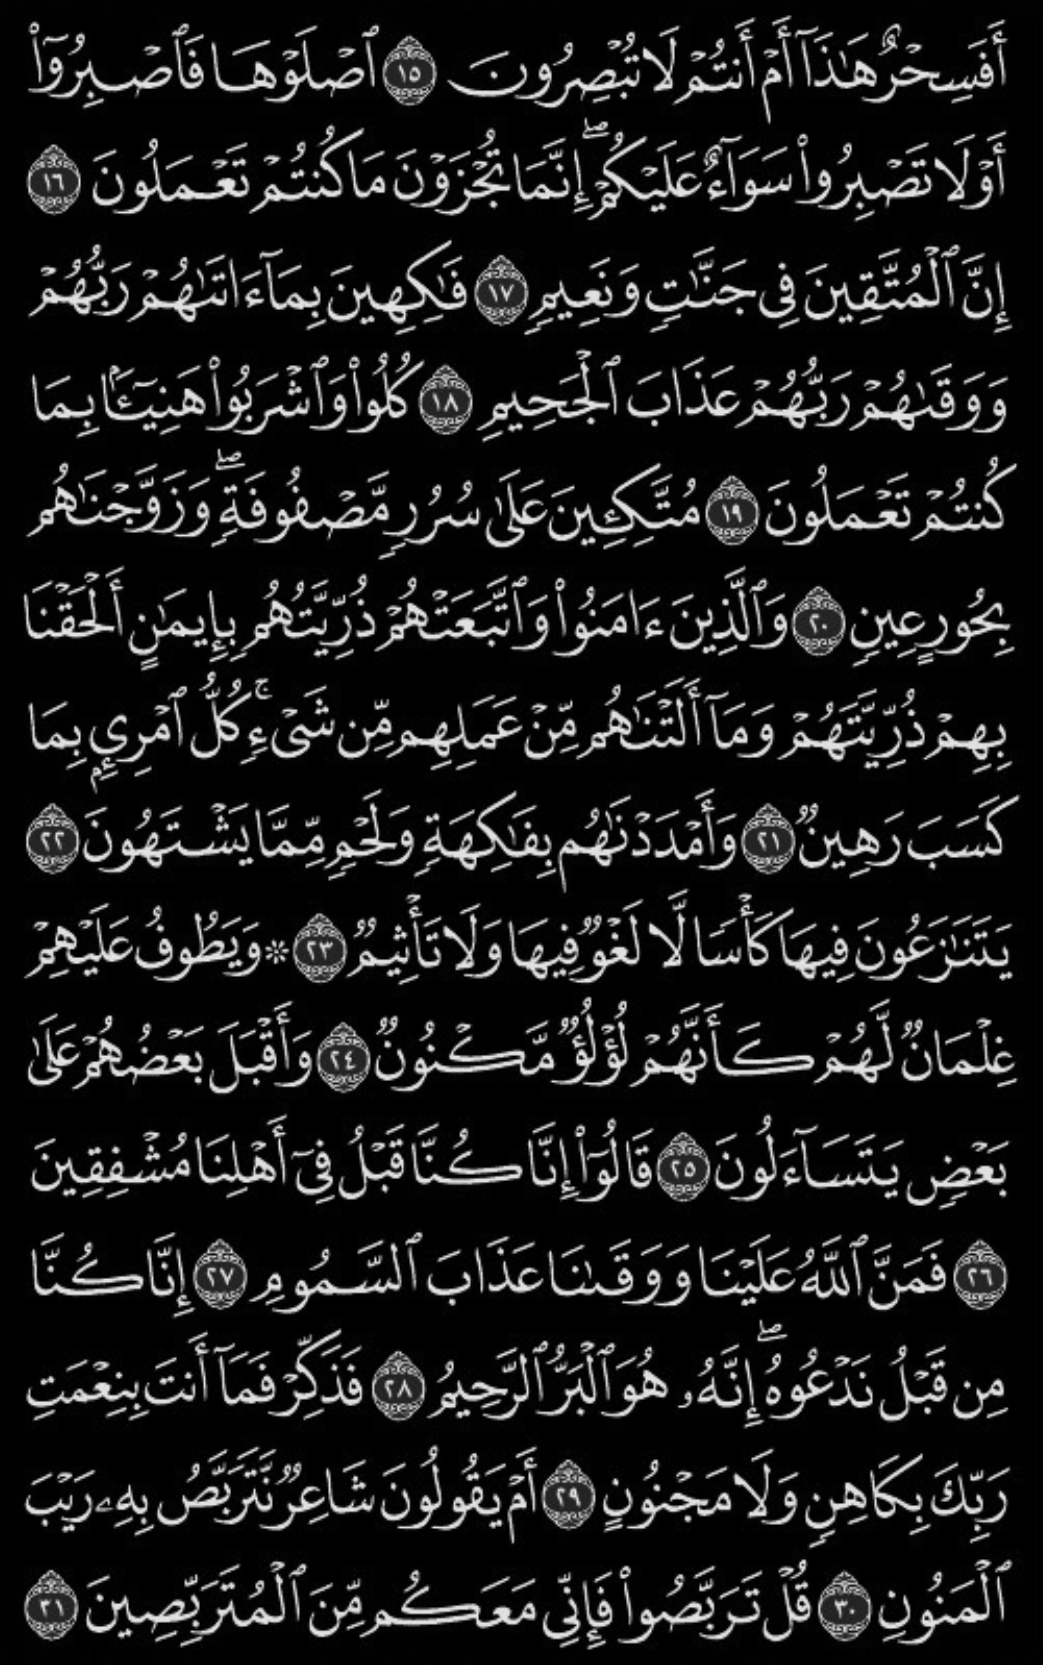 أَفَسِحْرٌ هَٰذَآ أَمْ أَنتُمْ لَا تُبْصِرُونَ ١٥ ٱصْلَوْهَا فَٱصْبِرُوٓا۟
أَوْ لَا تَصْبِرُوا۟ سَوَآءٌ عَلَيْكُمْ ۖ إِنَّمَا تُجْزَوْنَ مَا كُنتُمْ تَعْمَلُونَ ١٦
إِنَّ ٱلْمُتَّقِينَ فِى جَنَّٰتٍ وَنَعِيمٍ ١٧ فَٰكِهِينَ بِمَآ ءَاتَىٰهُمْ رَبُّهُمْ
وَوَقَىٰهُمْ رَبُّهُمْ عَذَابَ ٱلْجَحِيمِ ١٨ كُلُوا۟ وَٱشْرَبُوا۟ هَنِيٓـًٔۢا بِمَا
كُنتُمْ تَعْمَلُونَ ١٩ مُتَّكِـِٔينَ عَلَىٰ سُرُرٍ مَّصْفُوفَةٍ ۖ وَزَوَّجْنَٰهُم
بِحُورٍ عِينٍ ٢٠ وَٱلَّذِينَ ءَامَنُوا۟ وَٱتَّبَعَتْهُمْ ذُرِّيَّتُهُم بِإِيمَٰنٍ أَلْحَقْنَا
بِهِمْ ذُرِّيَّتَهُمْ وَمَآ أَلَتْنَٰهُم مِّنْ عَمَلِهِم مِّن شَىْءٍ ۚ كُلُّ ٱمْرِئٍۭ بِمَا
كَسَبَ رَهِينٌ ٢١ وَأَمْدَدْنَٰهُم بِفَٰكِهَةٍ وَلَحْمٍ مِّمَّا يَشْتَهُونَ ٢٢
يَتَنَٰزَعُونَ فِيهَا كَأْسًا لَّا لَغْوٌ فِيهَا وَلَا تَأْثِيمٌ ٢٣ ۞ وَيَطُوفُ عَلَيْهِمْ
غِلْمَانٌ لَّهُمْ كَأَنَّهُمْ لُؤْلُؤٌ مَّكْنُونٌ ٢٤ وَأَقْبَلَ بَعْضُهُمْ عَلَىٰ
بَعْضٍ يَتَسَآءَلُونَ ٢٥ قَالُوٓا۟ إِنَّا كُنَّا قَبْلُ فِىٓ أَهْلِنَا مُشْفِقِينَ
٢٦ فَمَنَّ ٱللَّهُ عَلَيْنَا وَوَقَىٰنَا عَذَابَ ٱلسَّمُومِ ٢٧ إِنَّا كُنَّا
مِن قَبْلُ نَدْعُوهُ ۖ إِنَّهُۥ هُوَ ٱلْبَرُّ ٱلرَّحِيمُ ٢٨ فَذَكِّرْ فَمَآ أَنتَ بِنِعْمَتِ
رَبِّكَ بِكَاهِنٍ وَلَا مَجْنُونٍ ٢٩ أَمْ يَقُولُونَ شَاعِرٌ نَّتَرَبَّصُ بِهِۦ رَيْبَ
ٱلْمَنُونِ ٣٠ قُلْ تَرَبَّصُوا۟ فَإِنِّى مَعَكُم مِّنَ ٱلْمُتَرَبِّصِينَ ٣١